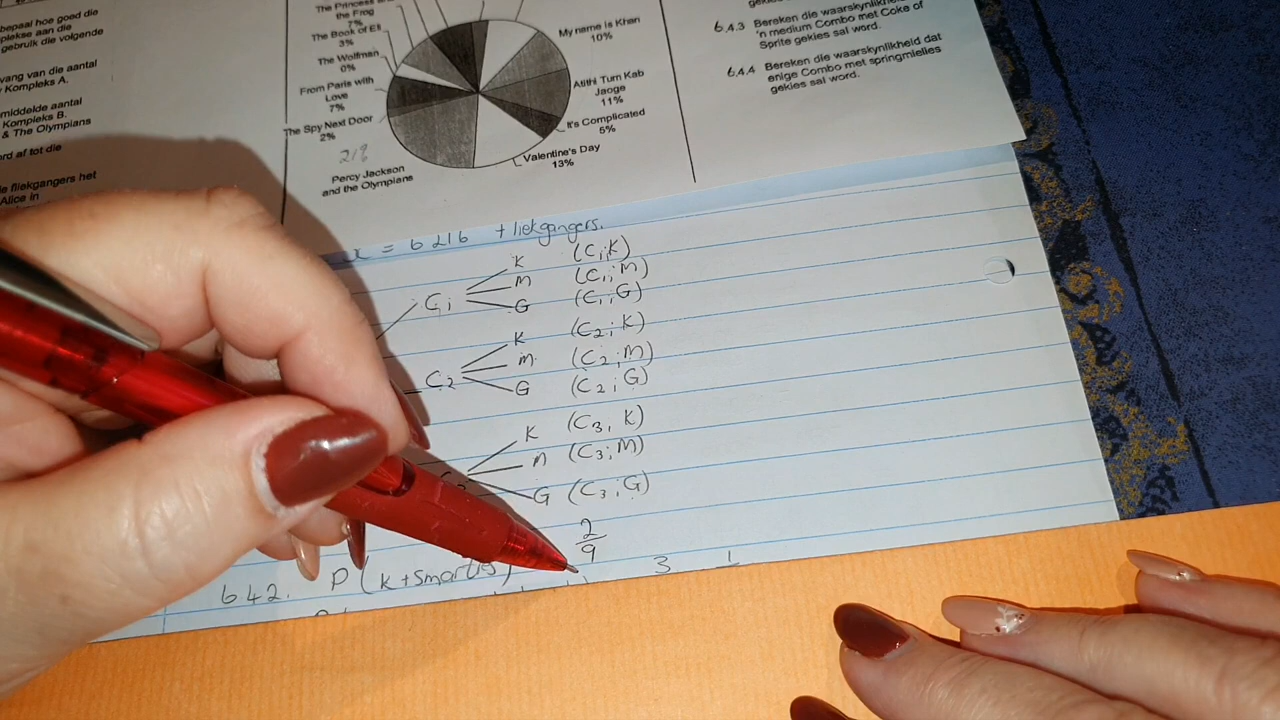 bepaal hoe goed die
plekse aan die
gebruik die volgende
vang van die aantal
Kompleks A.
middelde aantal
Kompleks B.
& The Olympians
rd af tot die
e fliekgangers het
Alice in
The Princess and
the Frog
7%
The Book of Eli
3%
The Wolfman
0%
From Paris with
Love
7%
The Spy Next Door
2%
21%
Percy Jackson
and the Olympians
My name is Khan
10%
Atithi Tum Kab
Jaoge
11%
It's Complicated
5%
Valentine's Day
13%
6.4.3 Bereken die waarskynlikheid
'n medium Combo met Coke of
Sprite gekies sal word.
6.4.4 Bereken die waarskynlikheid dat
enige Combo met springmielies
gekies sal word.
x = 6 216 fliekgangers.
K (C1;K)
C1 M (C1;M)
G (C1;G)
K (C2;K)
C2 M (C2;M)
G (C2;G)
K (C3, K)
M (C3;M)
G (C3;G)
642. P(K+Smarties) 2/9
3 1